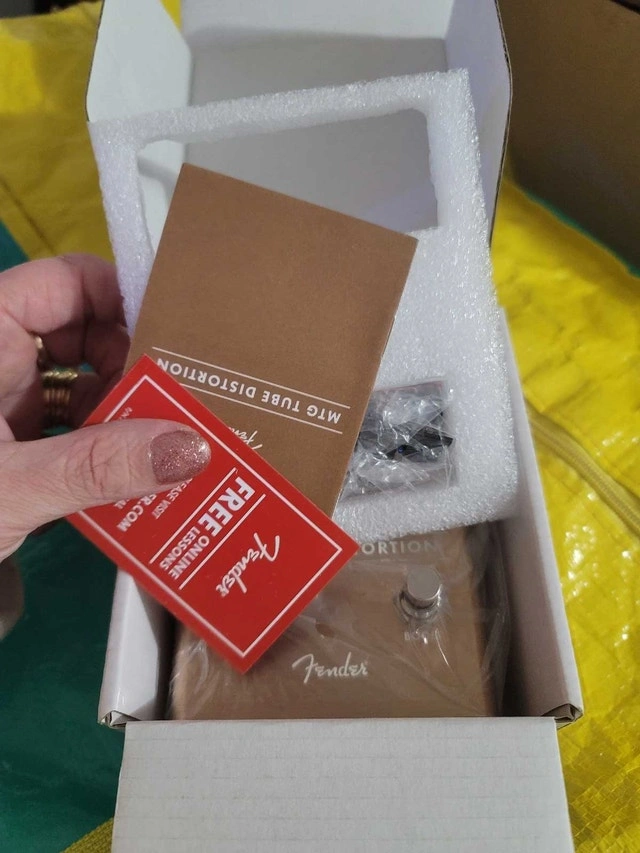 MTG TUBE DISTORTION
Fender
FREE ONLINE
LESSONS
Fender
ORTION
Fender